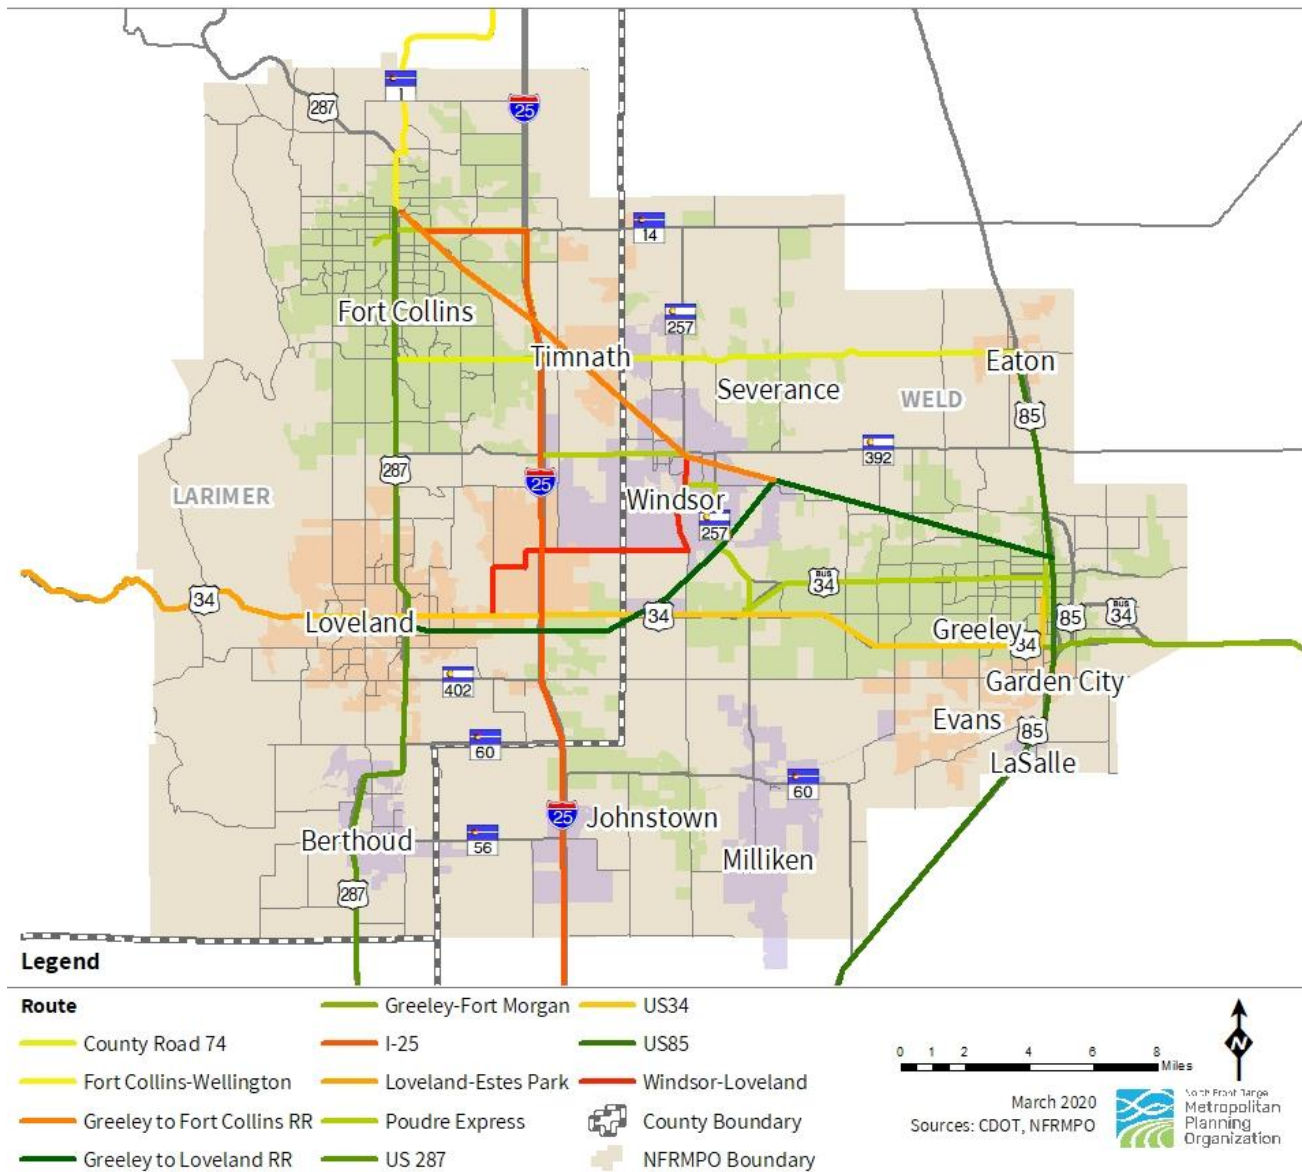 287
1
25
14
Fort Collins
257
Timnath
Eaton
Severance
WELD
85
392
287
25
LARIMER
Windsor
257
34
BUS
34
34
Loveland
85
BUS
34
Greeley
34
402
Garden City
Evans
85
60
LaSalle
60
25
Johnstown
Berthoud
56
Milliken
287
Legend
Route
County Road 74
Fort Collins-Wellington
Greeley to Fort Collins RR
Greeley to Loveland RR
Greeley-Fort Morgan
I-25
Loveland-Estes Park
Poudre Express
US 287
US34
US85
Windsor-Loveland
County Boundary
NFRMPO Boundary
N
0 1 2 4 6 8
Miles
March 2020
Sources: CDOT, NFRMPO
North Front Range
Metropolitan
Planning
Organization